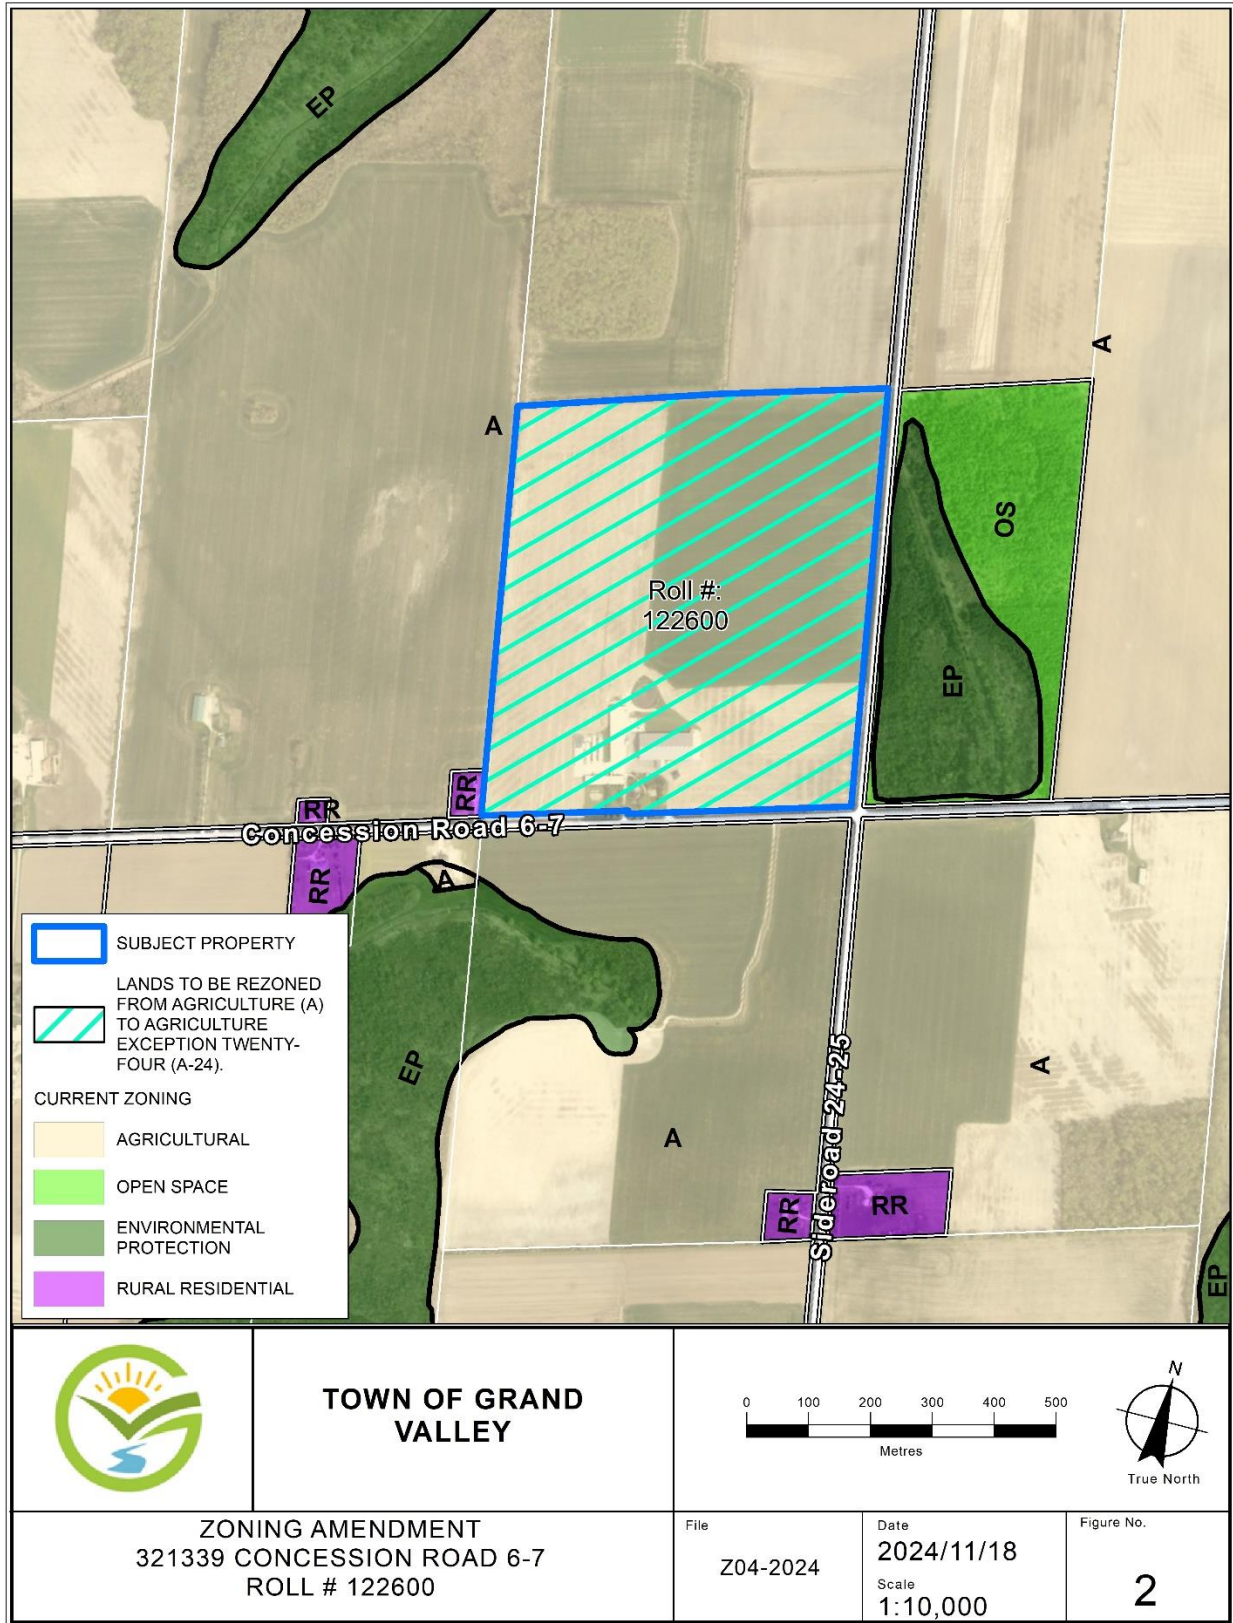 EP
A
A
OS
Roll #:
122600
EP
RR
RR
Concession Road 6-7
RR
A
EP
Sideroad 24-25
A
A
RR
RR
EP
SUBJECT PROPERTY
LANDS TO BE REZONED
FROM AGRICULTURE (A)
TO AGRICULTURE
EXCEPTION TWENTY-
FOUR (A-24).
CURRENT ZONING
AGRICULTURAL
OPEN SPACE
ENVIRONMENTAL
PROTECTION
RURAL RESIDENTIAL
TOWN OF GRAND
VALLEY
0 100 200 300 400 500
Metres
N
True North
ZONING AMENDMENT
321339 CONCESSION ROAD 6-7
ROLL # 122600
File
Z04-2024
Date
2024/11/18
Scale
1:10,000
Figure No.
2